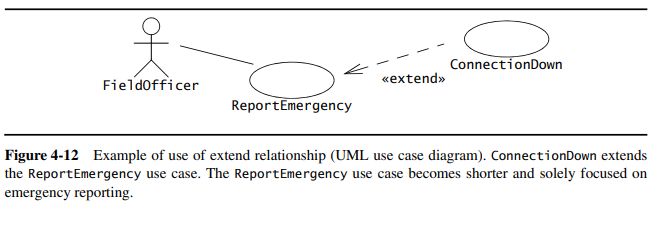 ConnectionDown
«extend»
FieldOfficer
ReportEmergency
Figure 4-12 Example of use of extend relationship (UML use case diagram). ConnectionDown extends
the ReportEmergency use case. The ReportEmergency use case becomes shorter and solely focused on
emergency reporting.